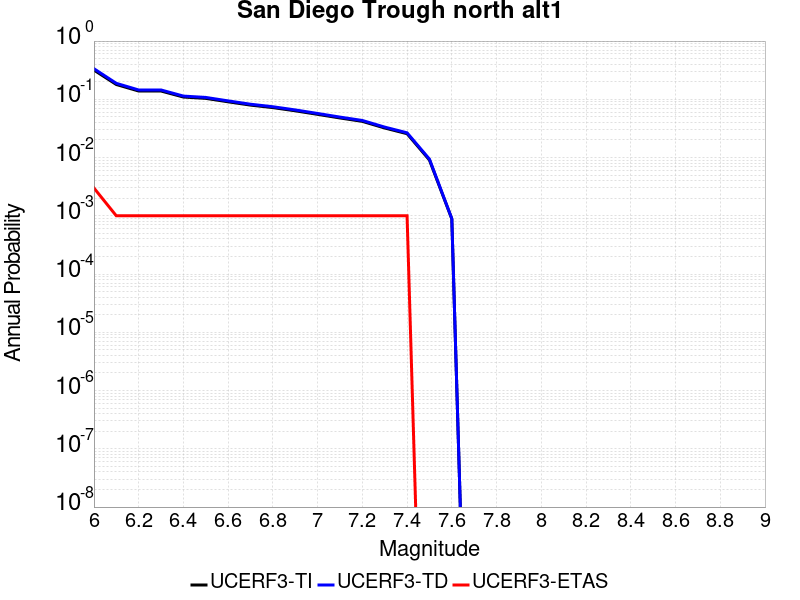 San Diego Trough north alt1
10^0
10^-1
10^-2
10^-3
10^-4
10^-5
10^-6
10^-7
10^-8
Annual Probability
6 6.2 6.4 6.6 6.8 7 7.2 7.4 7.6 7.8 8 8.2 8.4 8.6 8.8 9
Magnitude
UCERF3-TI UCERF3-TD UCERF3-ETAS